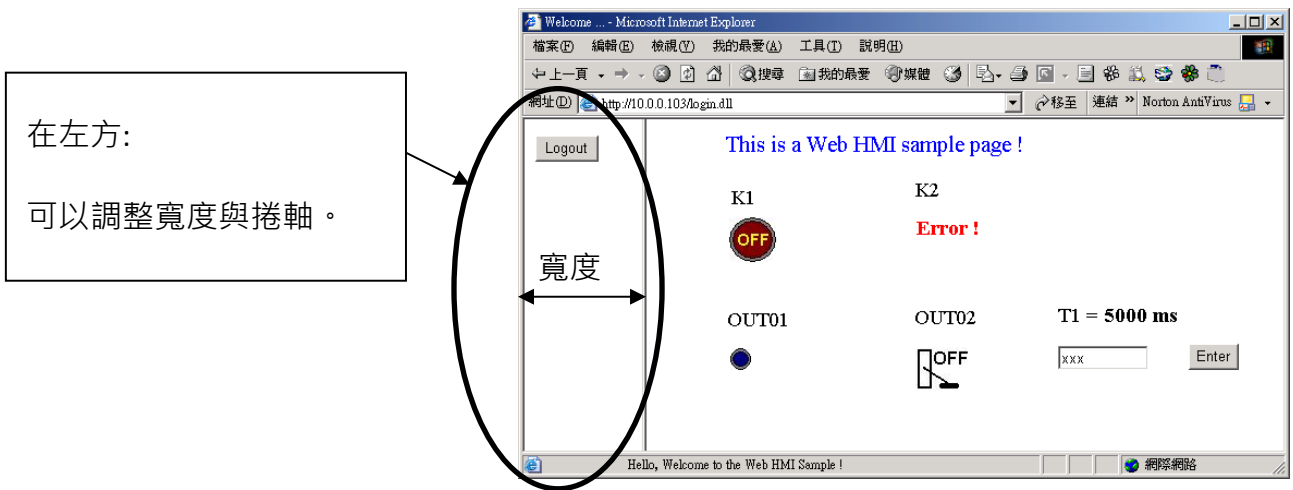 在左方:
可以調整寬度與捲軸。
Welcome ... - Microsoft Internet Explorer
檔案(F) 編輯(E) 檢視(V) 我的最愛(A) 工具(T) 說明(H)
上一頁 搜尋 我的最愛 媒體
網址(D) http://10.0.0.103/login.dll 移至 連結 » Norton AntiVirus
Logout
This is a Web HMI sample page !
K1 K2
OFF Error !
寬度
OUT01 OUT02 T1 = 5000 ms
OFF xxx Enter
Hello, Welcome to the Web HMI Sample ! 網際網路